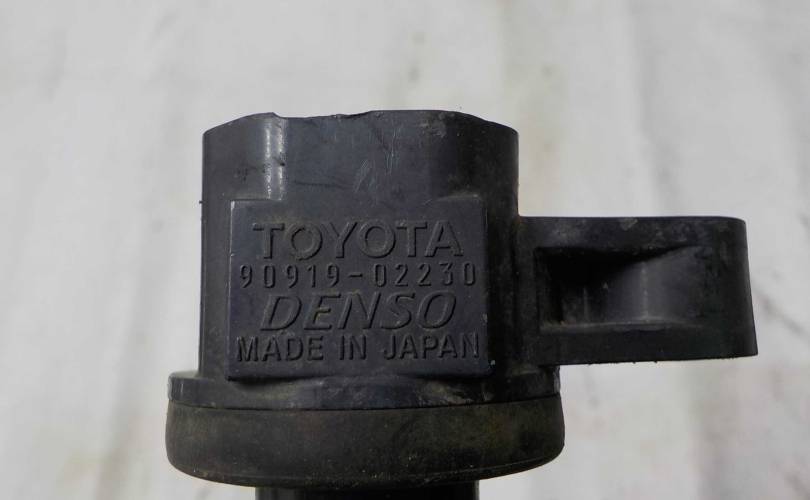 TOYOTA
90919-02230
DENSO
MADE IN JAPAN